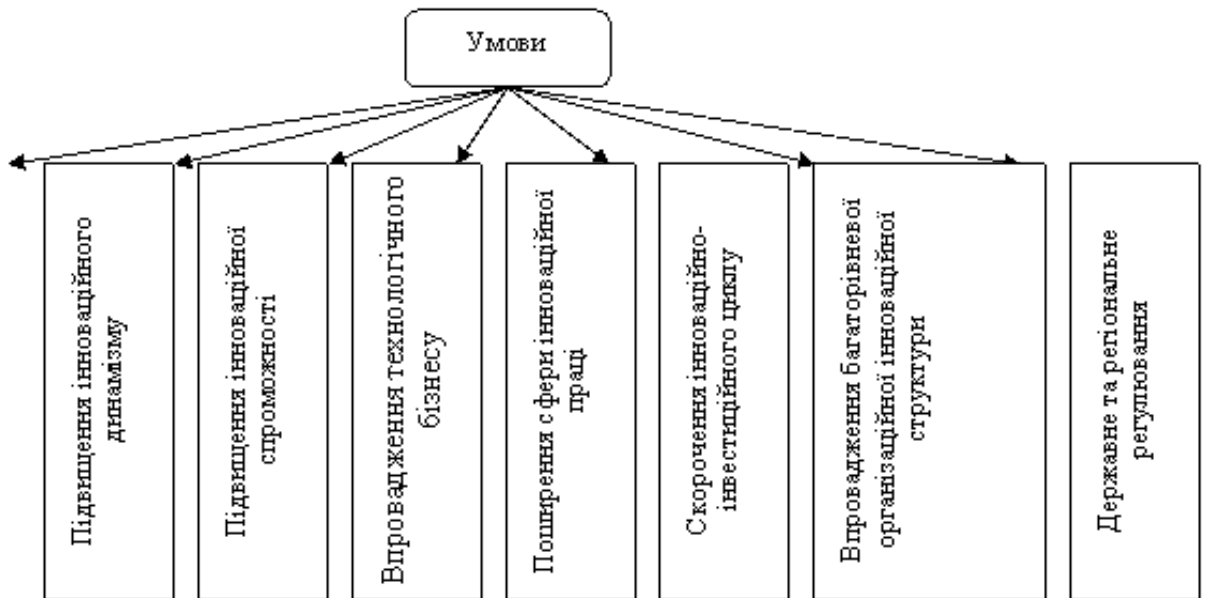 Умови
Підвищення інноваційного
динамізму
Підвищення інноваційної
спроможності
Впровадження технологічного
бізнесу
Поширення сфери інноваційної
праці
Скорочення інноваційно-
інвестиційного циклу
Впровадження багаторівневої
організаційної інноваційної
структури
Державне та регіональне
регулювання